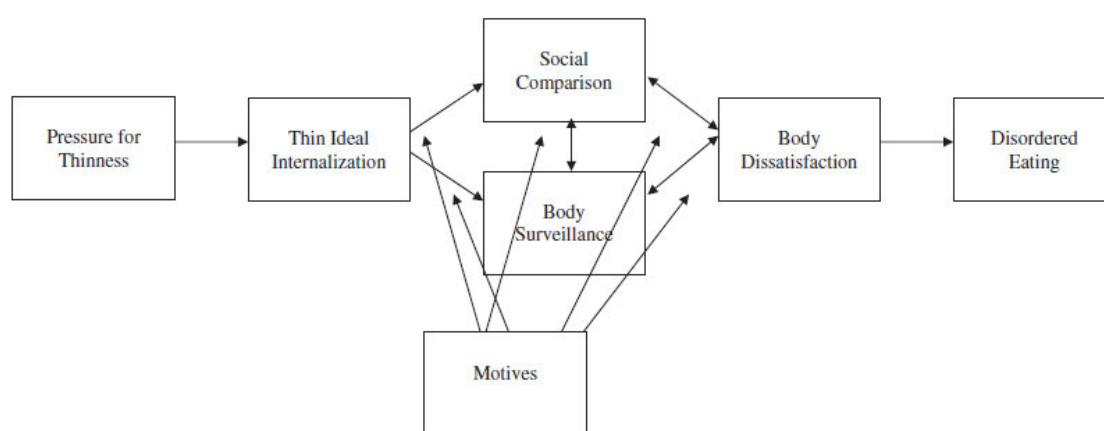 Pressure for
Thinness
Thin Ideal
Internalization
Social
Comparison
Body
Surveillance
Body
Dissatisfaction
Disordered
Eating
Motives